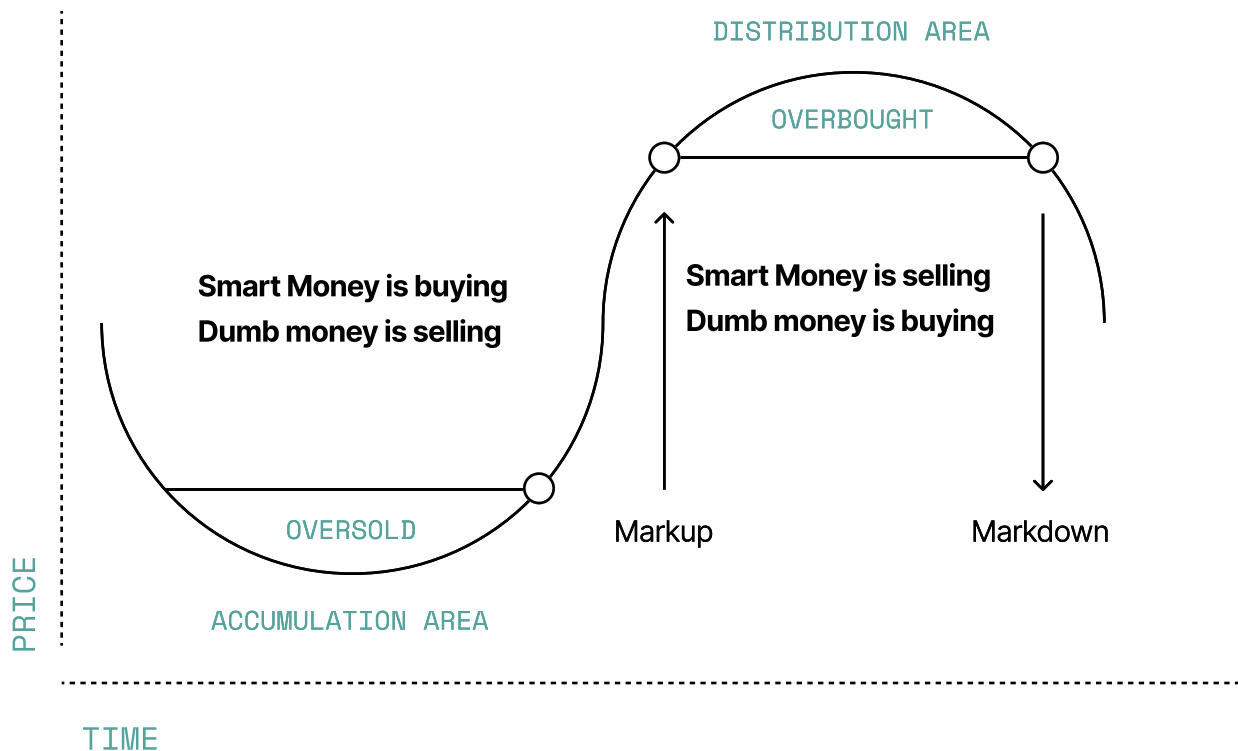 DISTRIBUTION AREA
OVERBOUGHT
Smart Money is buying
Dumb money is selling
Smart Money is selling
Dumb money is buying
OVERSOLD
Markup
Markdown
ACCUMULATION AREA
PRICE
TIME